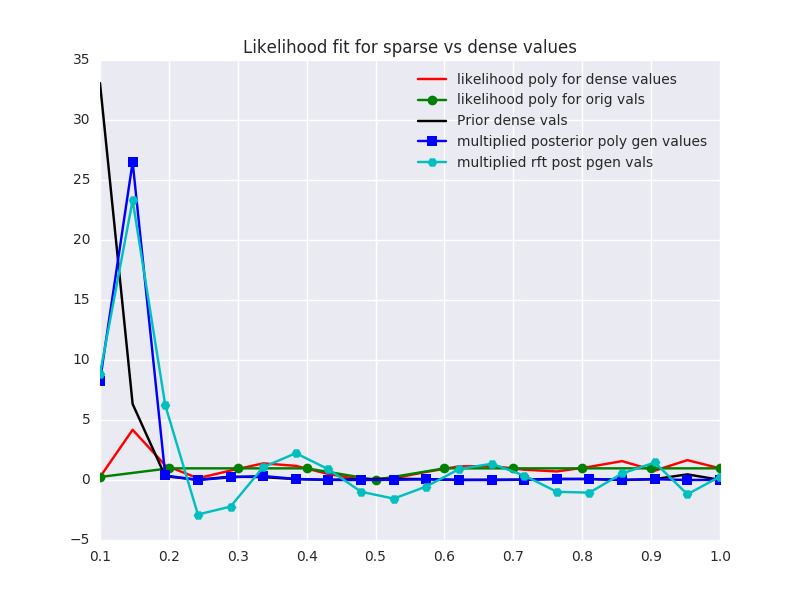 Likelihood fit for sparse vs dense values
35
30
25
20
15
10
5
0
−5
likelihood poly for dense values
likelihood poly for orig vals
Prior dense vals
multiplied posterior poly gen values
multiplied rft post pgen vals
0.1 0.2 0.3 0.4 0.5 0.6 0.7 0.8 0.9 1.0